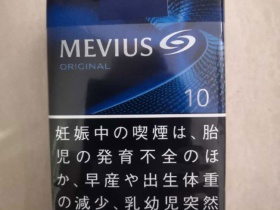 MEVIUS
ORIGINAL
10
妊娠中の喫煙は、胎
児の発育不全のほ
か、早産や出生体重
の減少、乳幼児突然